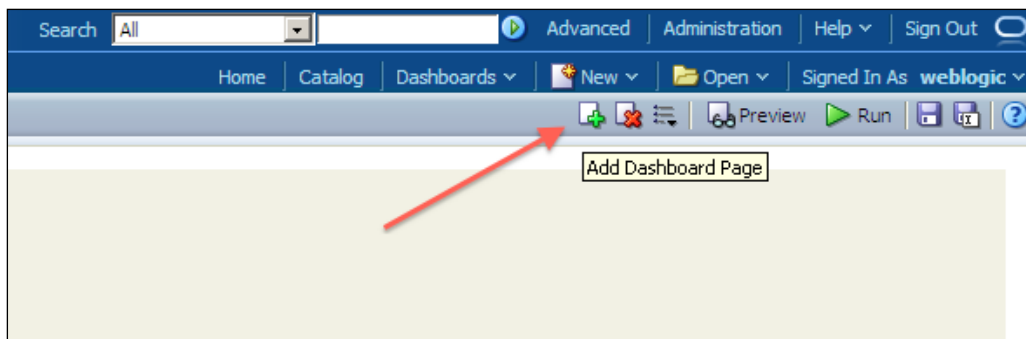 Search All Advanced Administration Help Sign Out
Home Catalog Dashboards New Open Signed In As weblogic
Preview Run
Add Dashboard Page